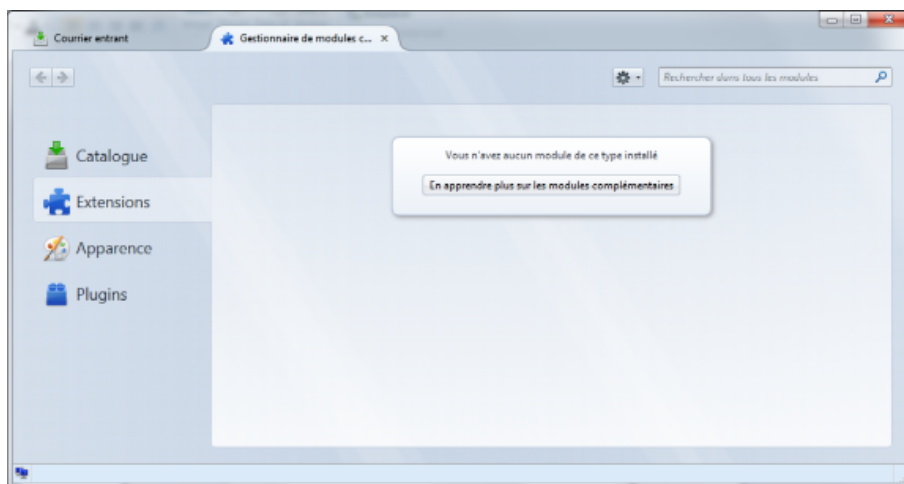 Courrier entrant
Gestionnaire de modules c...
Rechercher dans tous les modules
Catalogue
Vous n'avez aucun module de ce type installé
En apprendre plus sur les modules complémentaires
Extensions
Apparence
Plugins